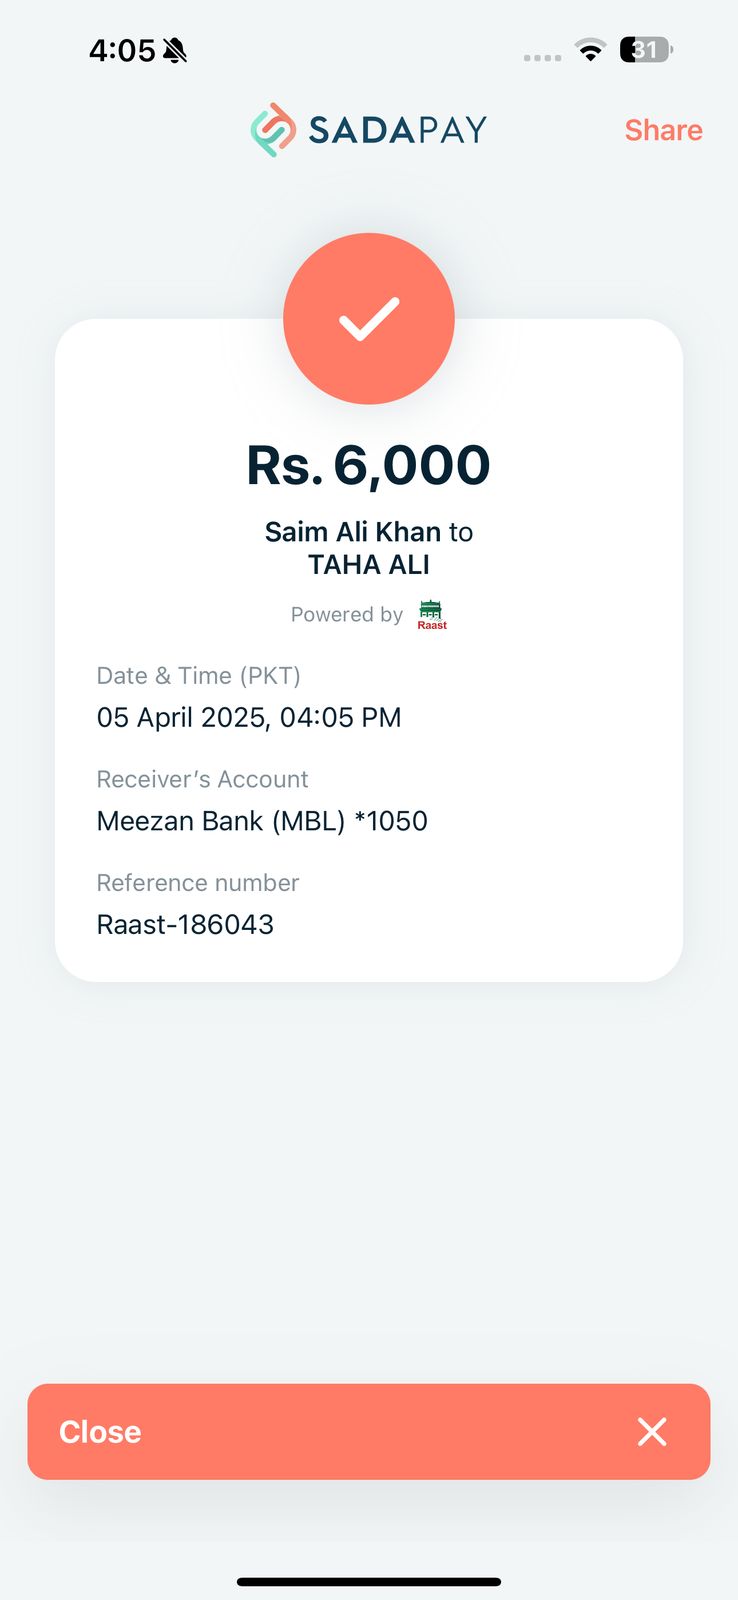 4:05
31
SADAPAY
Share
Rs. 6,000
Saim Ali Khan to
TAHA ALI
Powered by Raast
Date & Time (PKT)
05 April 2025, 04:05 PM
Receiver’s Account
Meezan Bank (MBL) *1050
Reference number
Raast-186043
Close